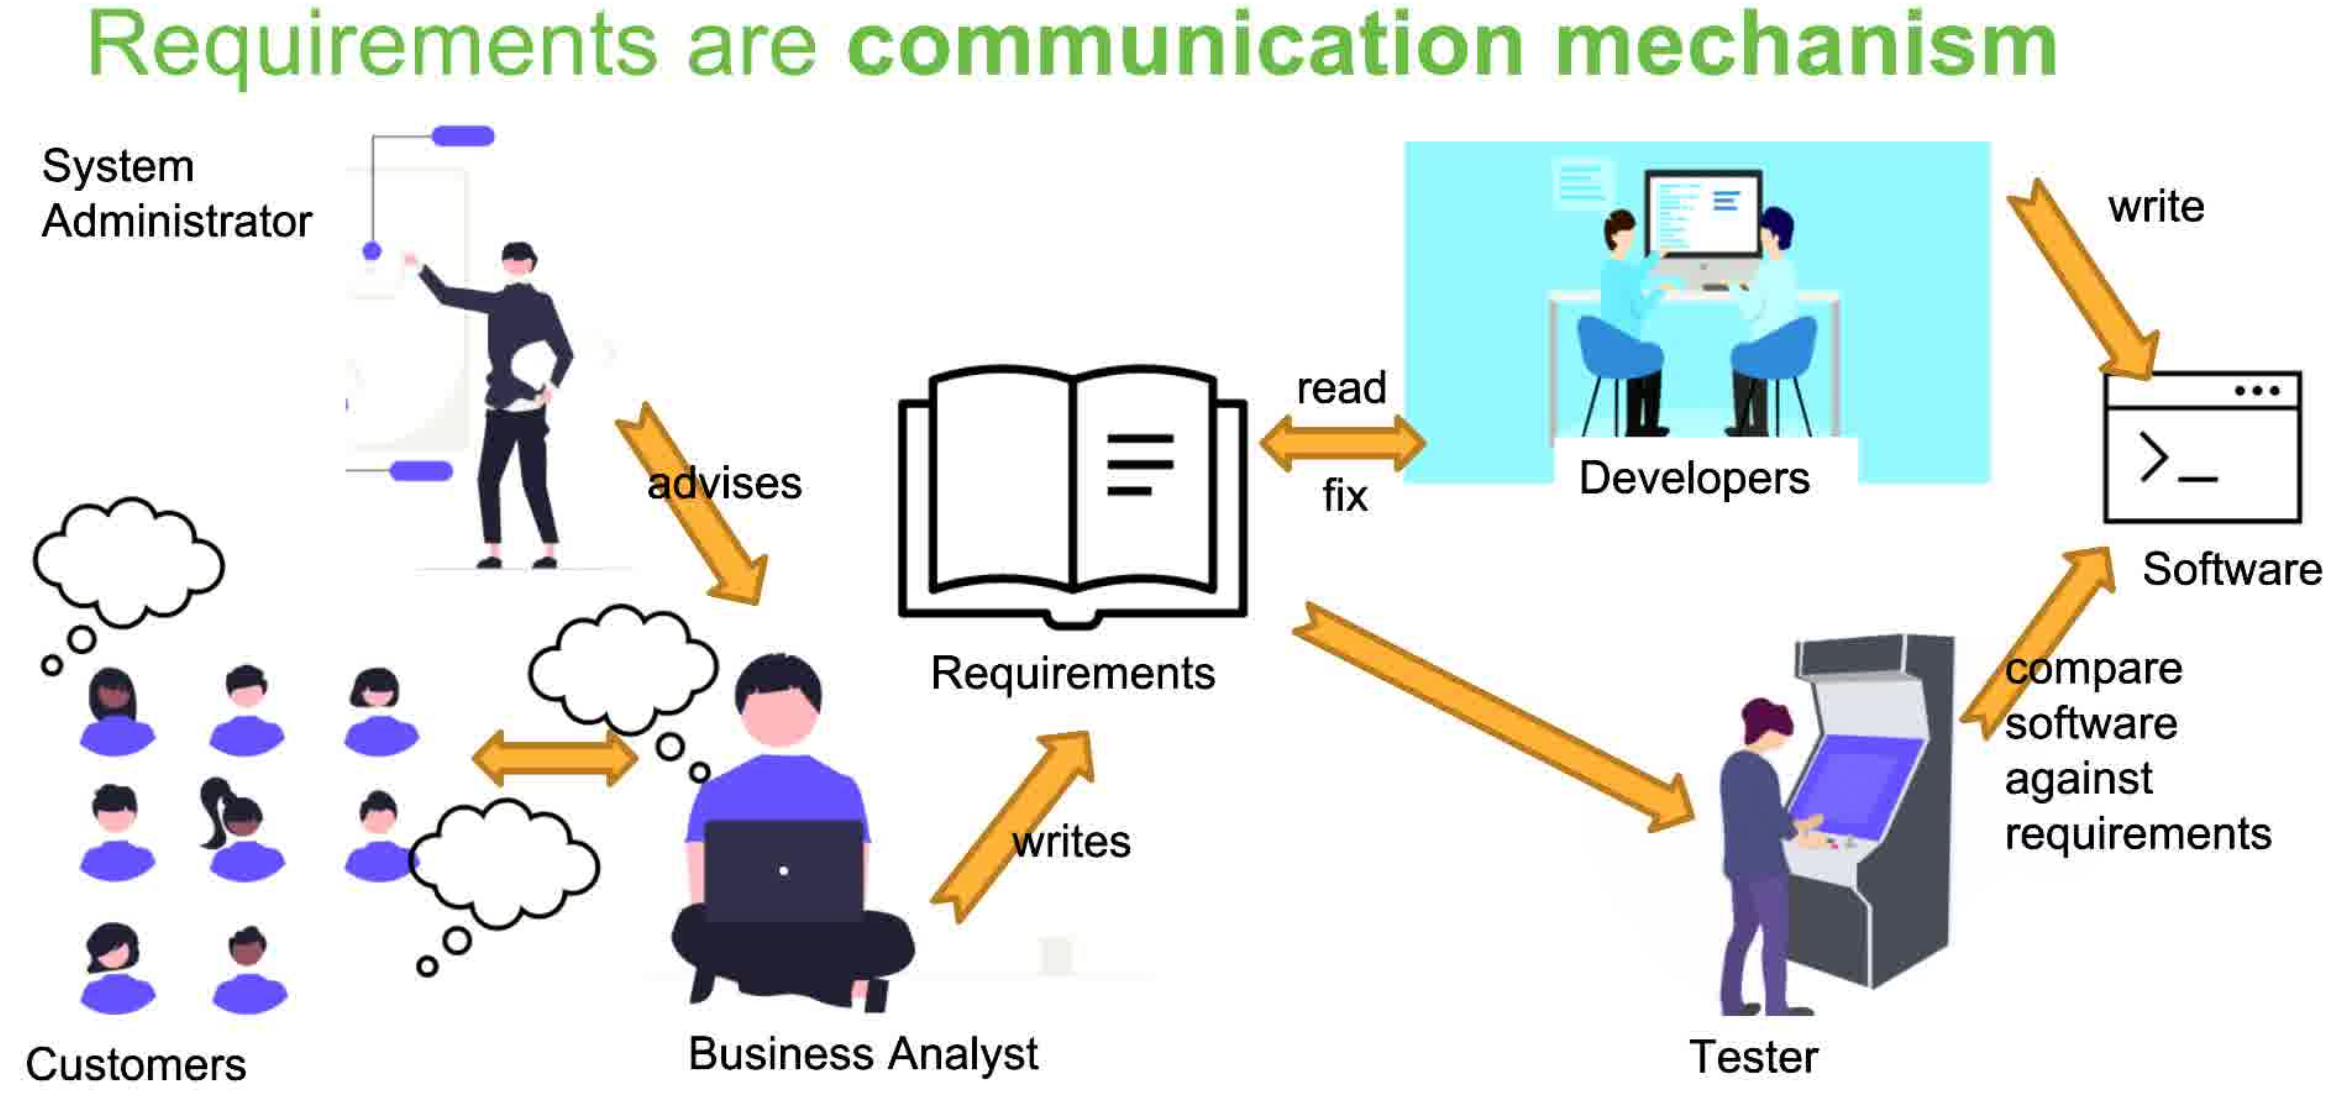 Requirements are communication mechanism
System
Administrator
advises
Customers
Business Analyst
writes
Requirements
read
fix
Developers
write
Software
compare
software
against
requirements
Tester